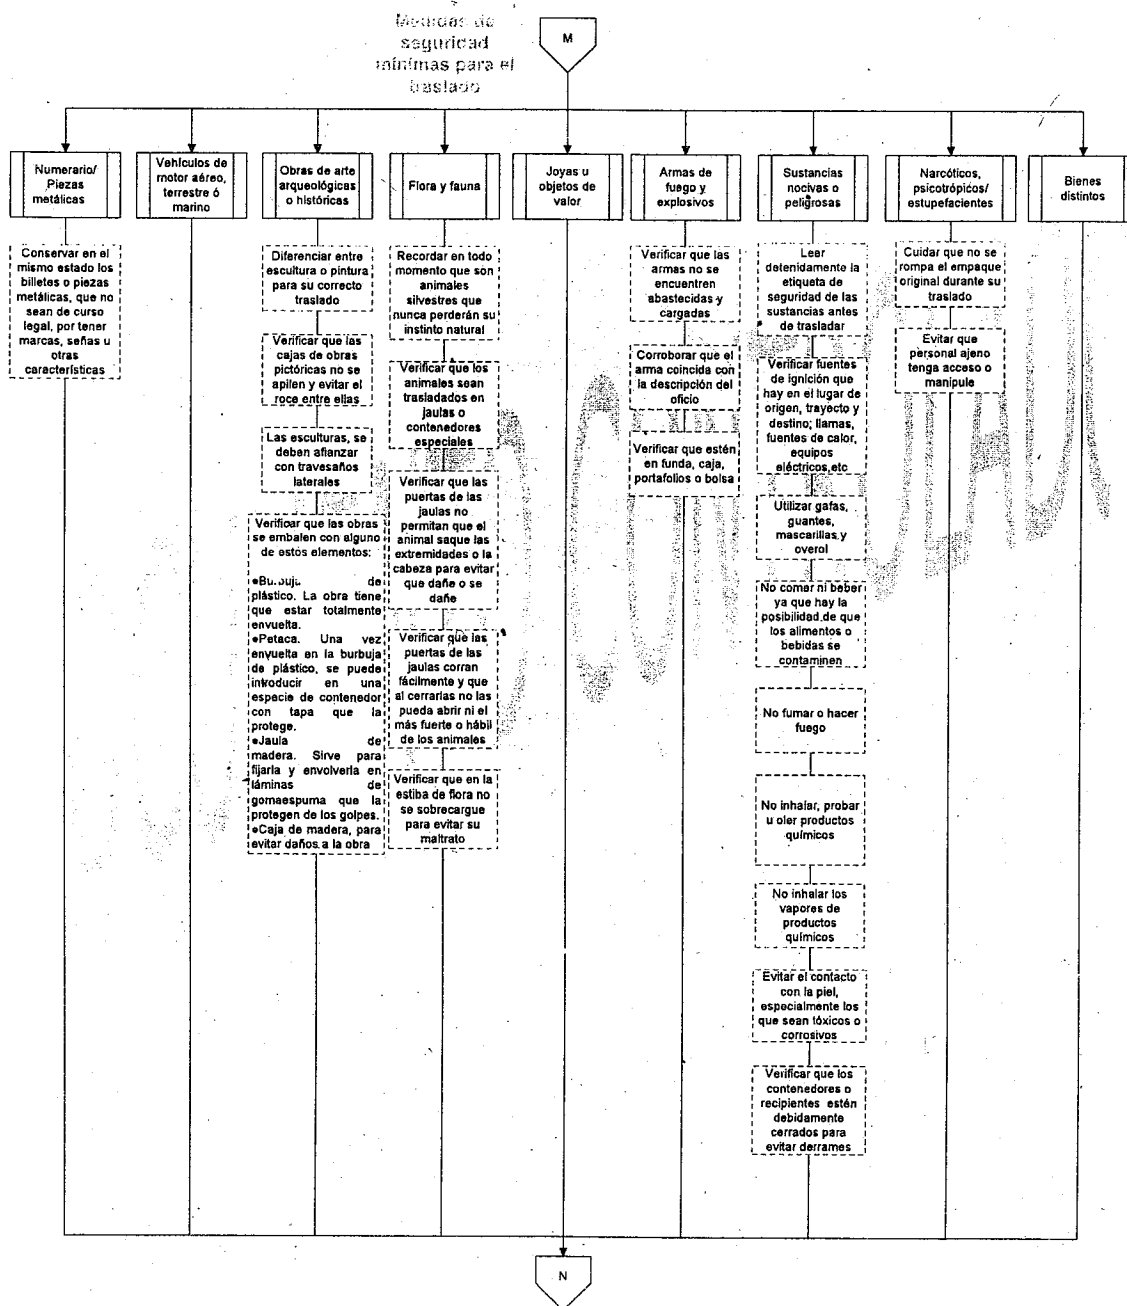 Medidas de
seguridad
mínimas para el
traslado
M
Numerario/
Piezas
metálicas
Vehículos de
motor aéreo,
terrestre ó
marino
Obras de arte
arqueológicas
o históricas
Flora y fauna
Joyas u
objetos de
valor
Armas de
fuego y
explosivos
Sustancias
nocivas o
peligrosas
Narcóticos,
psicotrópicos/
estupefacientes
Bienes
distintos
Conservar en el
mismo estado los
billetes o piezas
metálicas, que no
sean de curso
legal, por tener
marcas, señas u
otras
características
Diferenciar entre
escultura o pintura
para su correcto
traslado
Verificar que las
cajas de obras
pictóricas no se
apilen y evitar el
roce entre ellas
Las esculturas, se
deben afianzar
con travesaños
laterales
Verificar que las obras
se embalen con alguno
de estos elementos:
●Burbuja de
plástico. La obra tiene
que estar totalmente
envuelta.
●Petaca. Una vez
envuelta en la burbuja
de plástico, se puede
introducir en una
especie de contenedor
con tapa que la
protege.
●Jaula de
madera. Sirve para
fijarla y envolverla en
láminas de
gomaespuma que la
protegen de los golpes.
●Caja de madera, para
evitar daños a la obra
Recordar en todo
momento que son
animales
silvestres que
nunca perderán su
instinto natural
Verificar que los
animales sean
trasladados en
jaulas o
contenedores
especiales
Verificar que las
puertas de las
jaulas no
permitan que el
animal saque las
extremidades o la
cabeza para evitar
que dañe o se
dañe
Verificar que las
puertas de las
jaulas corran
fácilmente y que
al cerrarlas no las
pueda abrir ni el
más fuerte o hábil
de los animales
Verificar que en la
estiba de flora no
se sobrecargue
para evitar su
maltrato
Verificar que las
armas no se
encuentren
abastecidas y
cargadas
Corroborar que el
arma coincida con
la descripción del
oficio
Verificar que estén
en funda, caja,
portafolios o bolsa
Leer
detenidamente la
etiqueta de
seguridad de las
sustancias antes
de trasladar
Verificar fuentes
de ignición que
hay en el lugar de
origen, trayecto y
destino; llamas,
fuentes de calor,
equipos
eléctricos,etc
Utilizar gafas,
guantes,
mascarillas y
overol
No comer ni beber
ya que hay la
posibilidad de que
los alimentos o
bebidas se
contaminen
No fumar o hacer
fuego
No inhalar, probar
u oler productos
químicos
No inhalar los
vapores de
productos
químicos
Evitar el contacto
con la piel,
especialmente los
que sean tóxicos o
corrosivos
Verificar que los
contenedores o
recipientes estén
debidamente
cerrados para
evitar derrames
Cuidar que no se
rompa el empaque
original durante su
traslado
Evitar que
personal ajeno
tenga acceso o
manipule
N